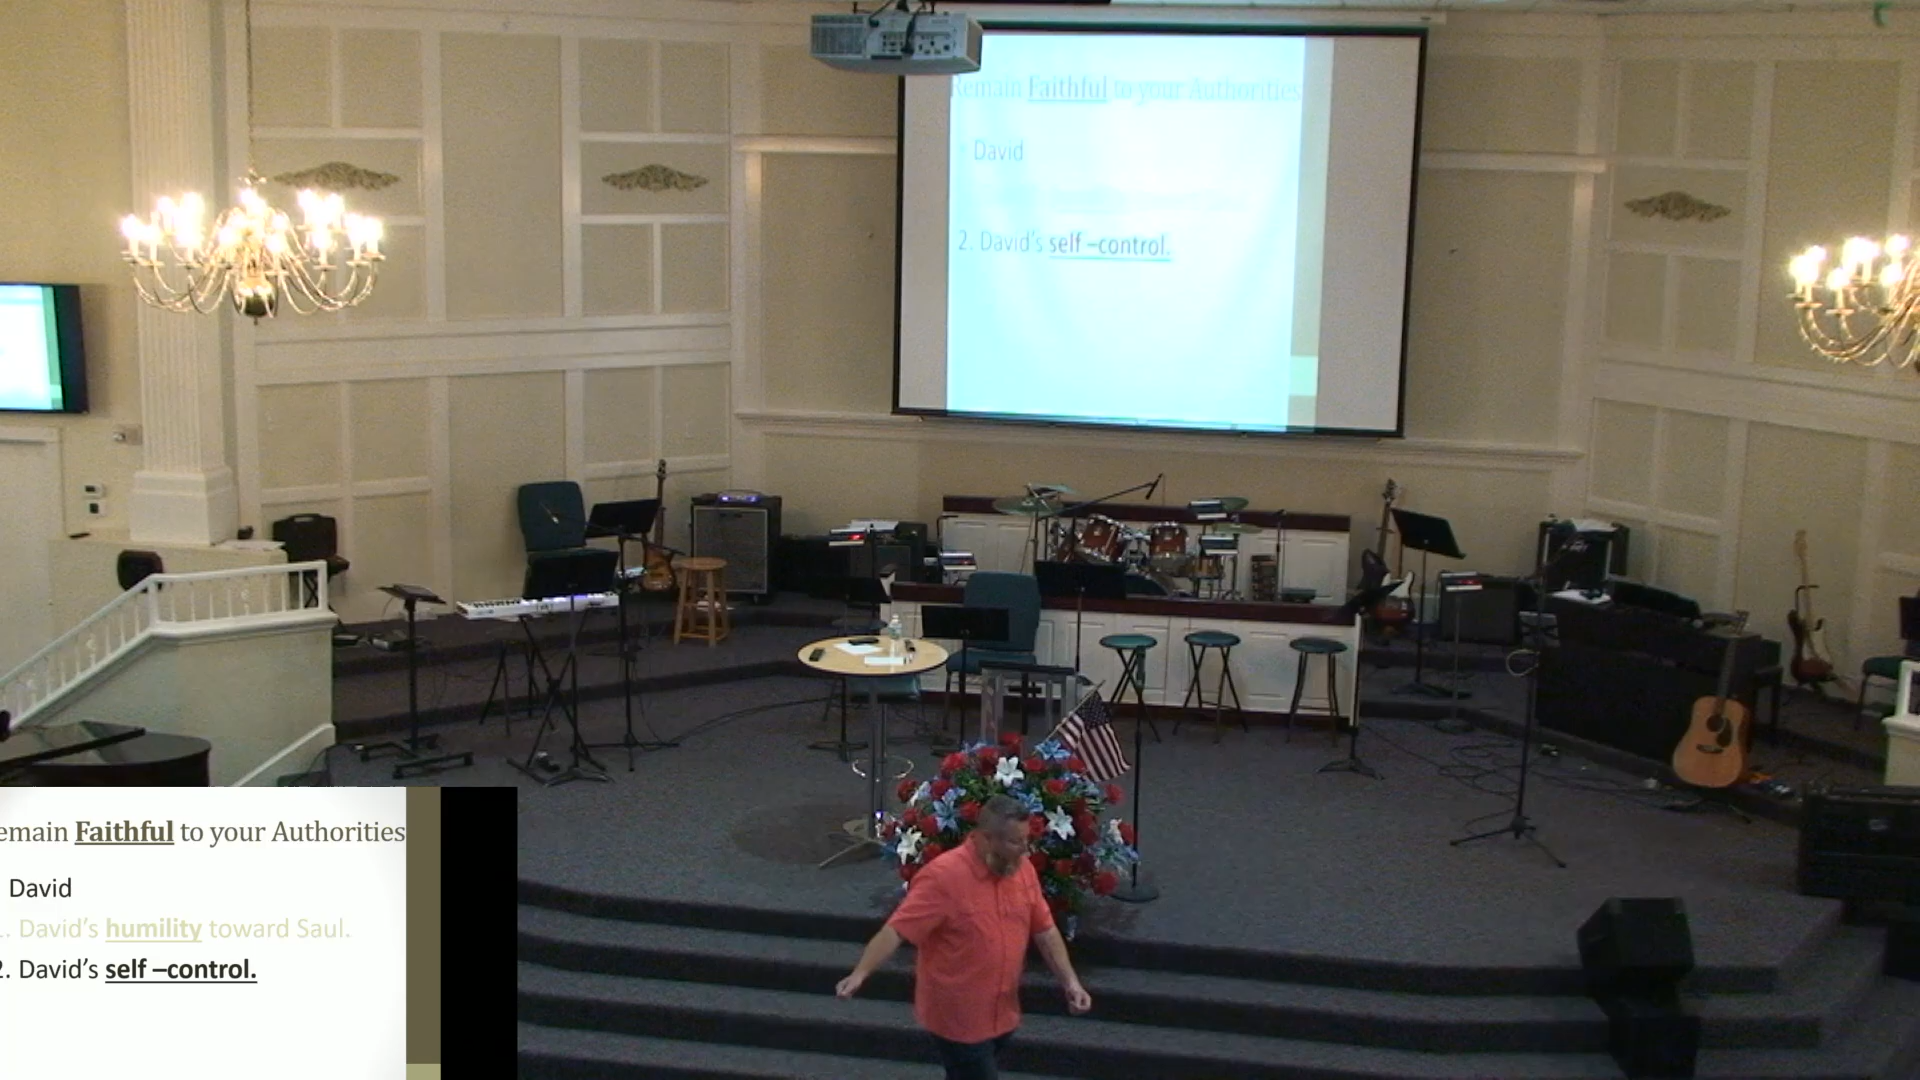 Remain Faithful to your Authorities
David
2. David's self –control.
emain Faithful to your Authorities
David
. David's humility toward Saul.
2. David's self –control.